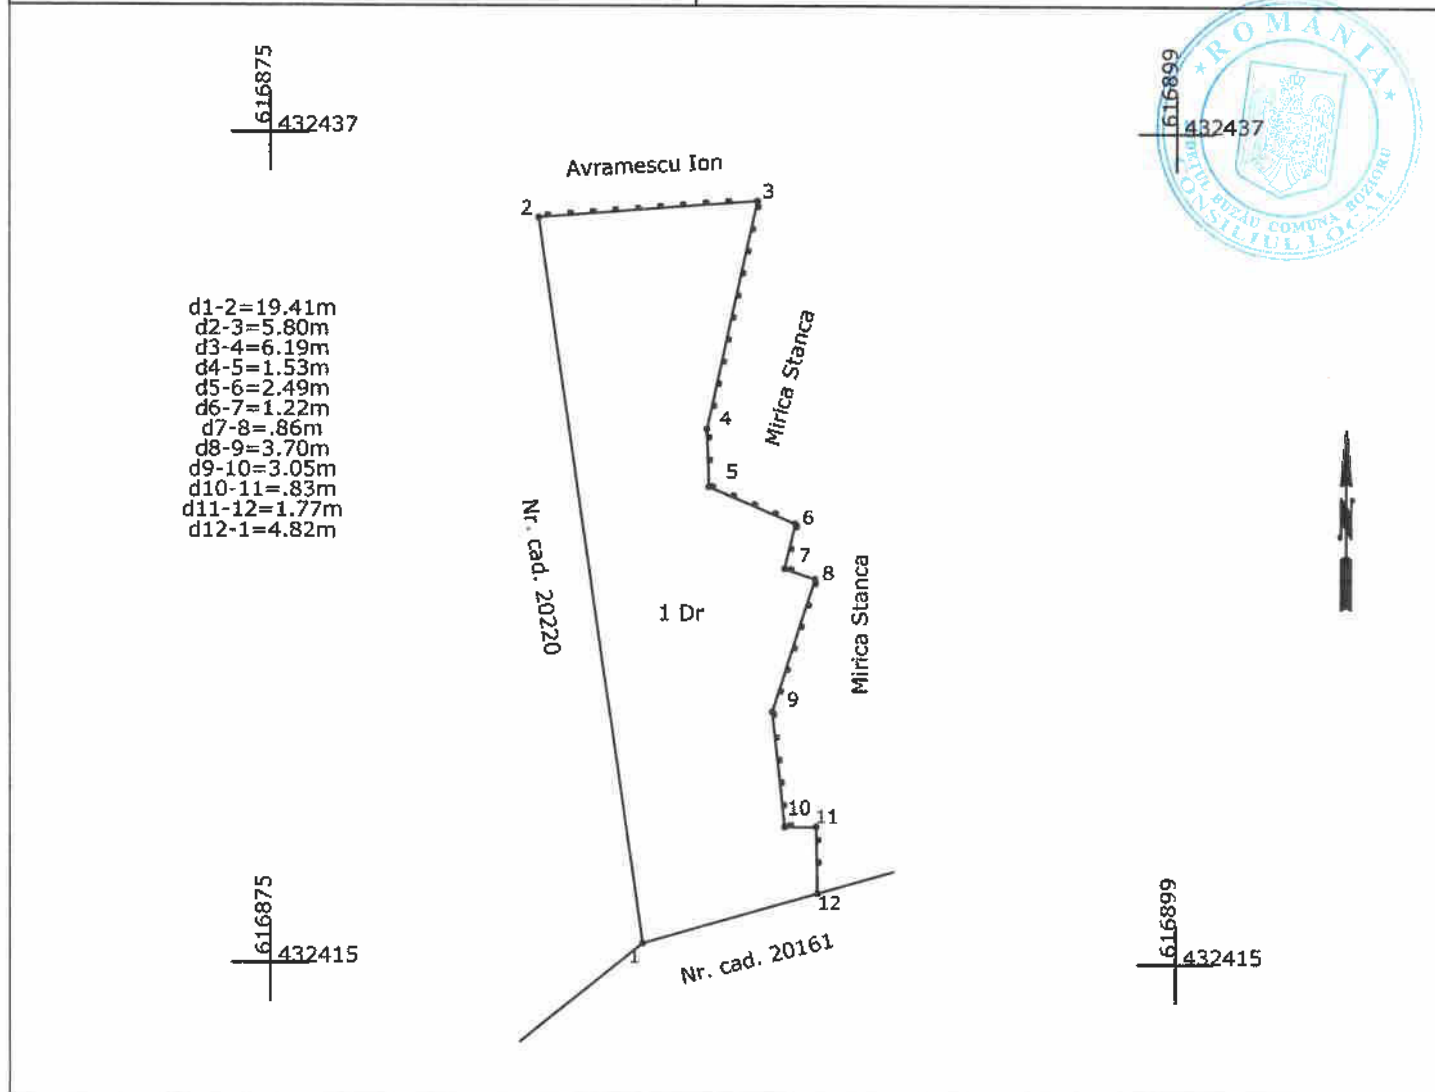 616875
432437
616899
432437
ROMÂNIA
BUZĂU COMUNA BOZIORU
CONSILIUL LOCAL
Avramescu Ion
2
3
d1-2=19.41m
d2-3=5.80m
d3-4=6.19m
d4-5=1.53m
d5-6=2.49m
d6-7=1.22m
d7-8=.86m
d8-9=3.70m
d9-10=3.05m
d10-11=.83m
d11-12=1.77m
d12-1=4.82m
Mirica Stanca
4
5
6
7
8
Nr. cad. 20220
1 Dr
Mirica Stanca
N
9
10
11
12
1
Nr. cad. 20161
616875
432415
616899
432415